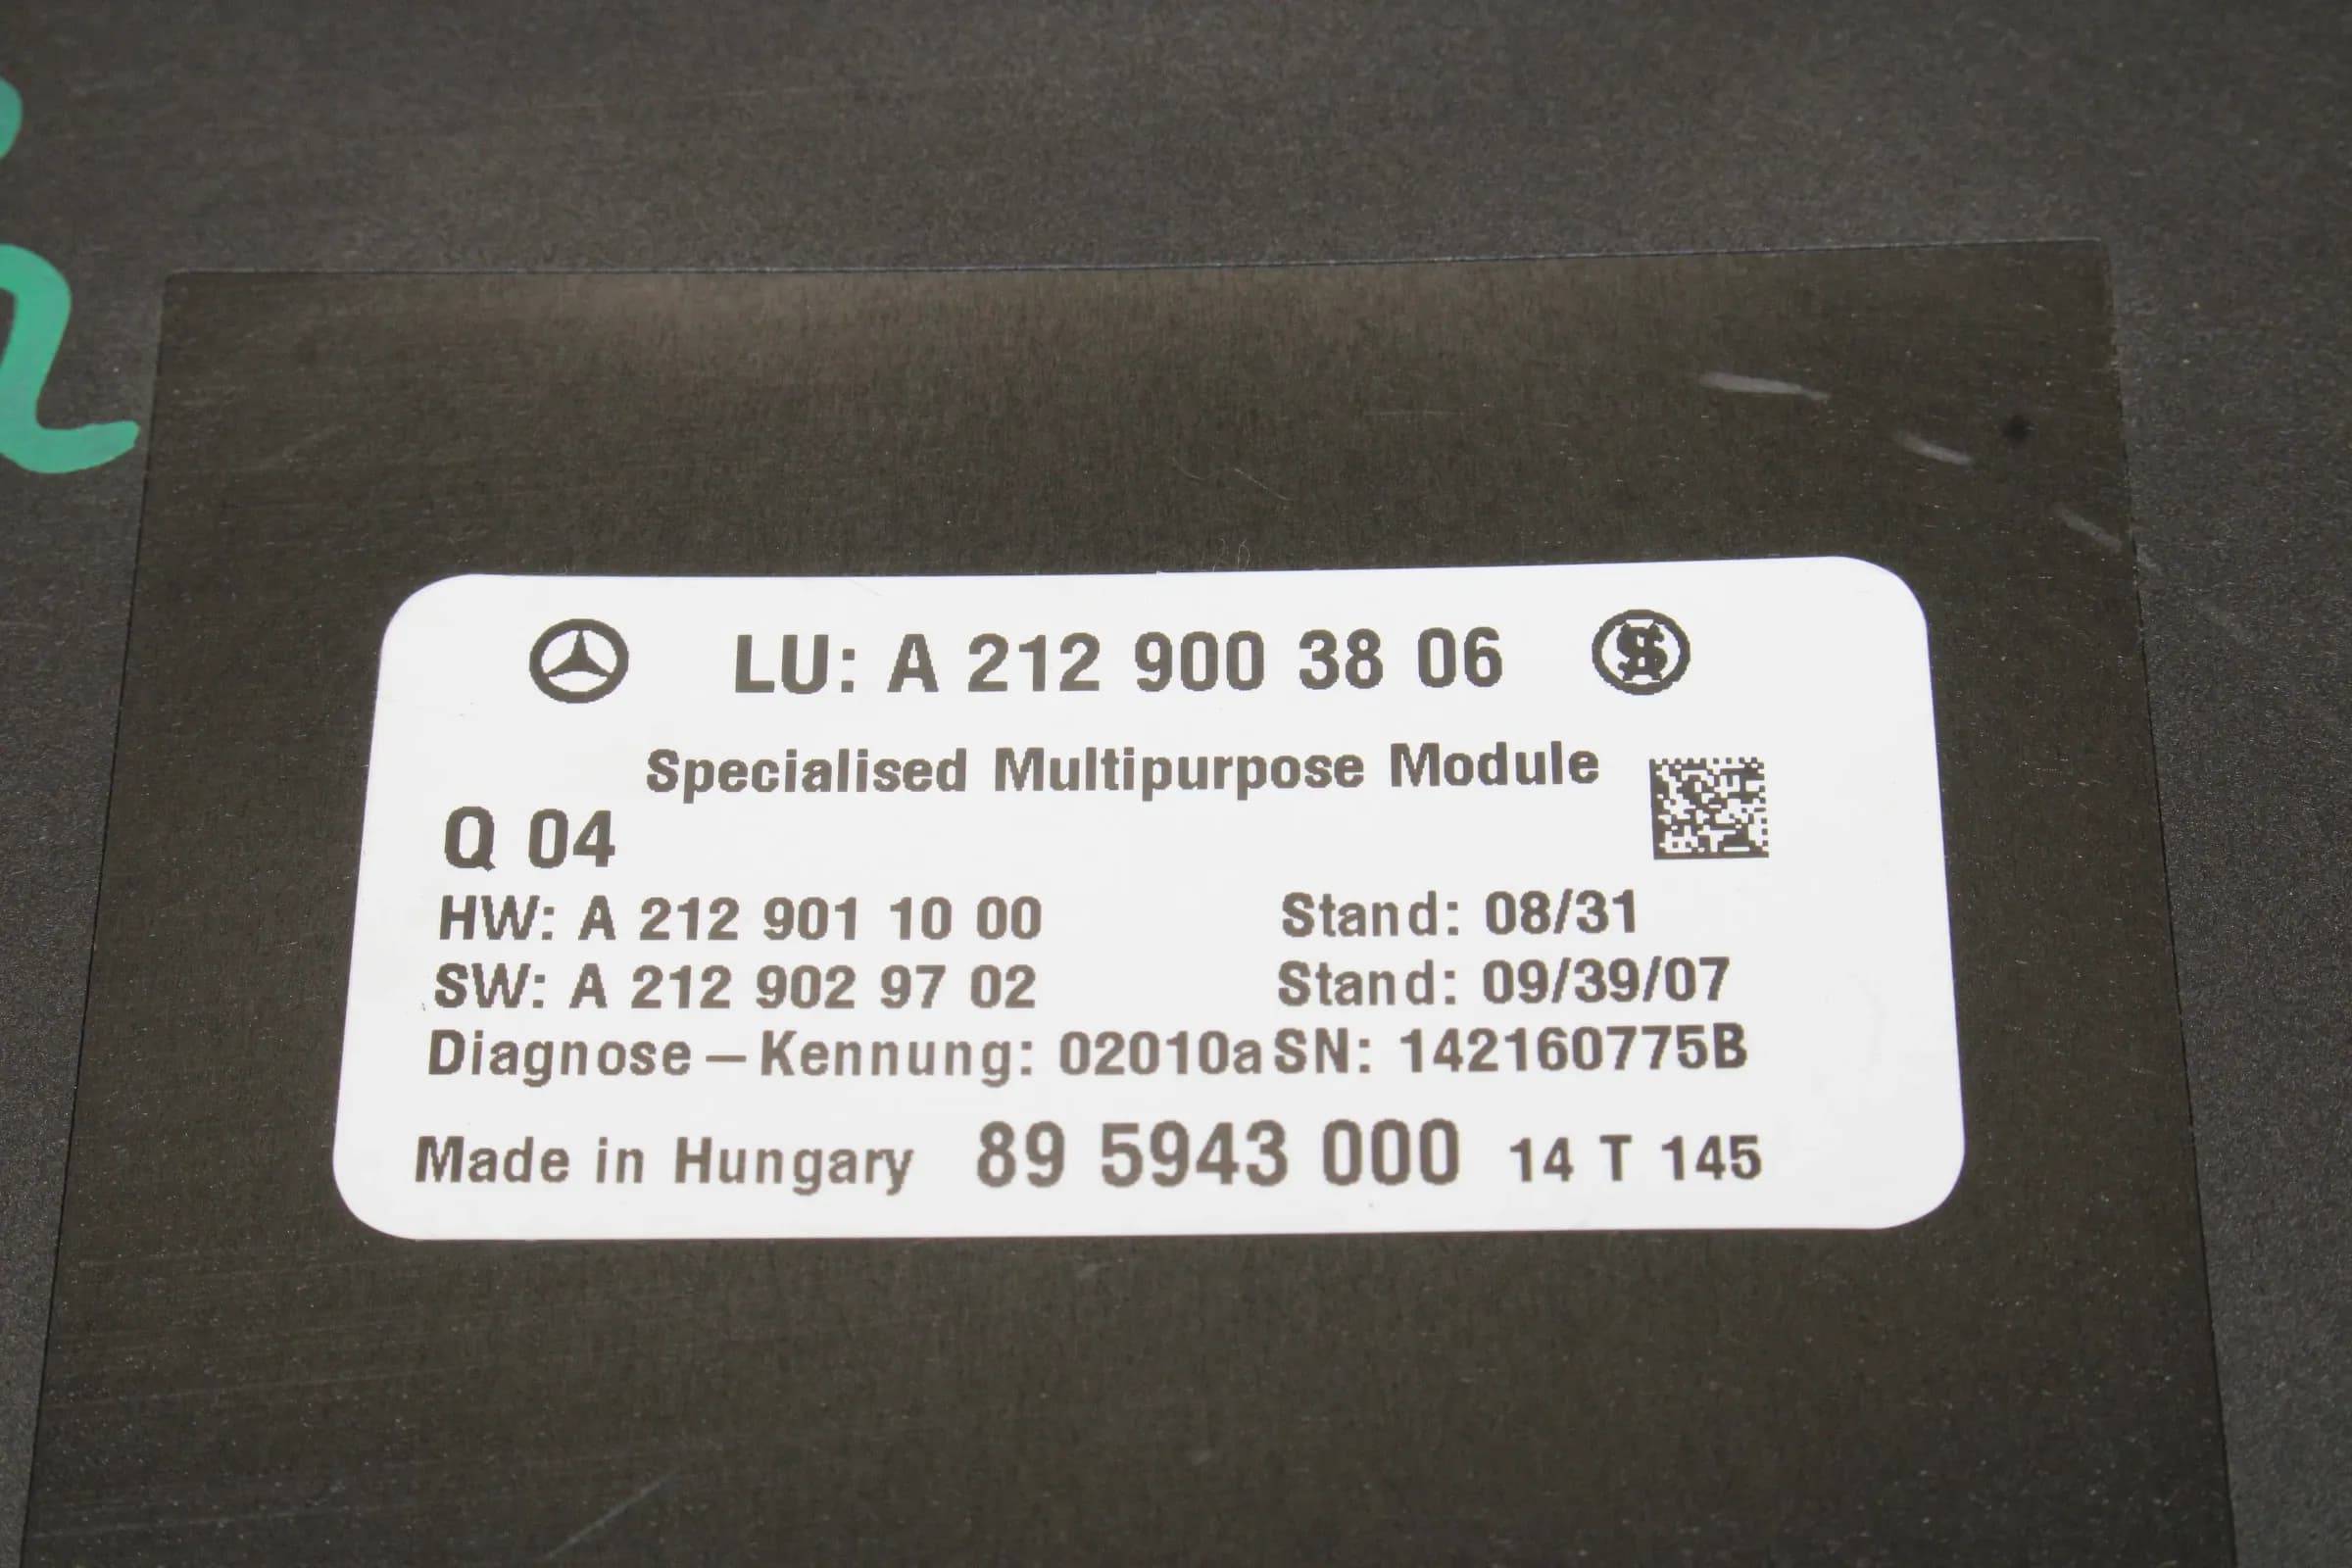 LU: A 212 900 38 06
Specialised Multipurpose Module
Q 04
HW: A 212 901 10 00 Stand: 08/31
SW: A 212 902 97 02 Stand: 09/39/07
Diagnose-Kennung: 02010a SN: 142160775B
Made in Hungary 89 5943 000 14 T 145